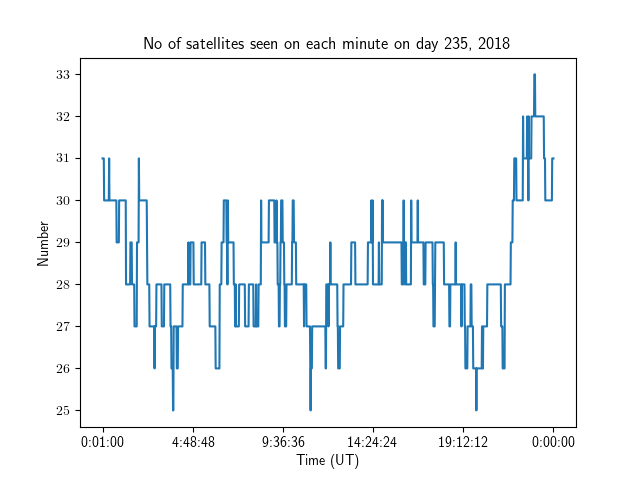 No of satellites seen on each minute on day 235, 2018
33
32
31
30
29
28
27
26
25
Number
0:01:00 4:48:48 9:36:36 14:24:24 19:12:12 0:00:00
Time (UT)